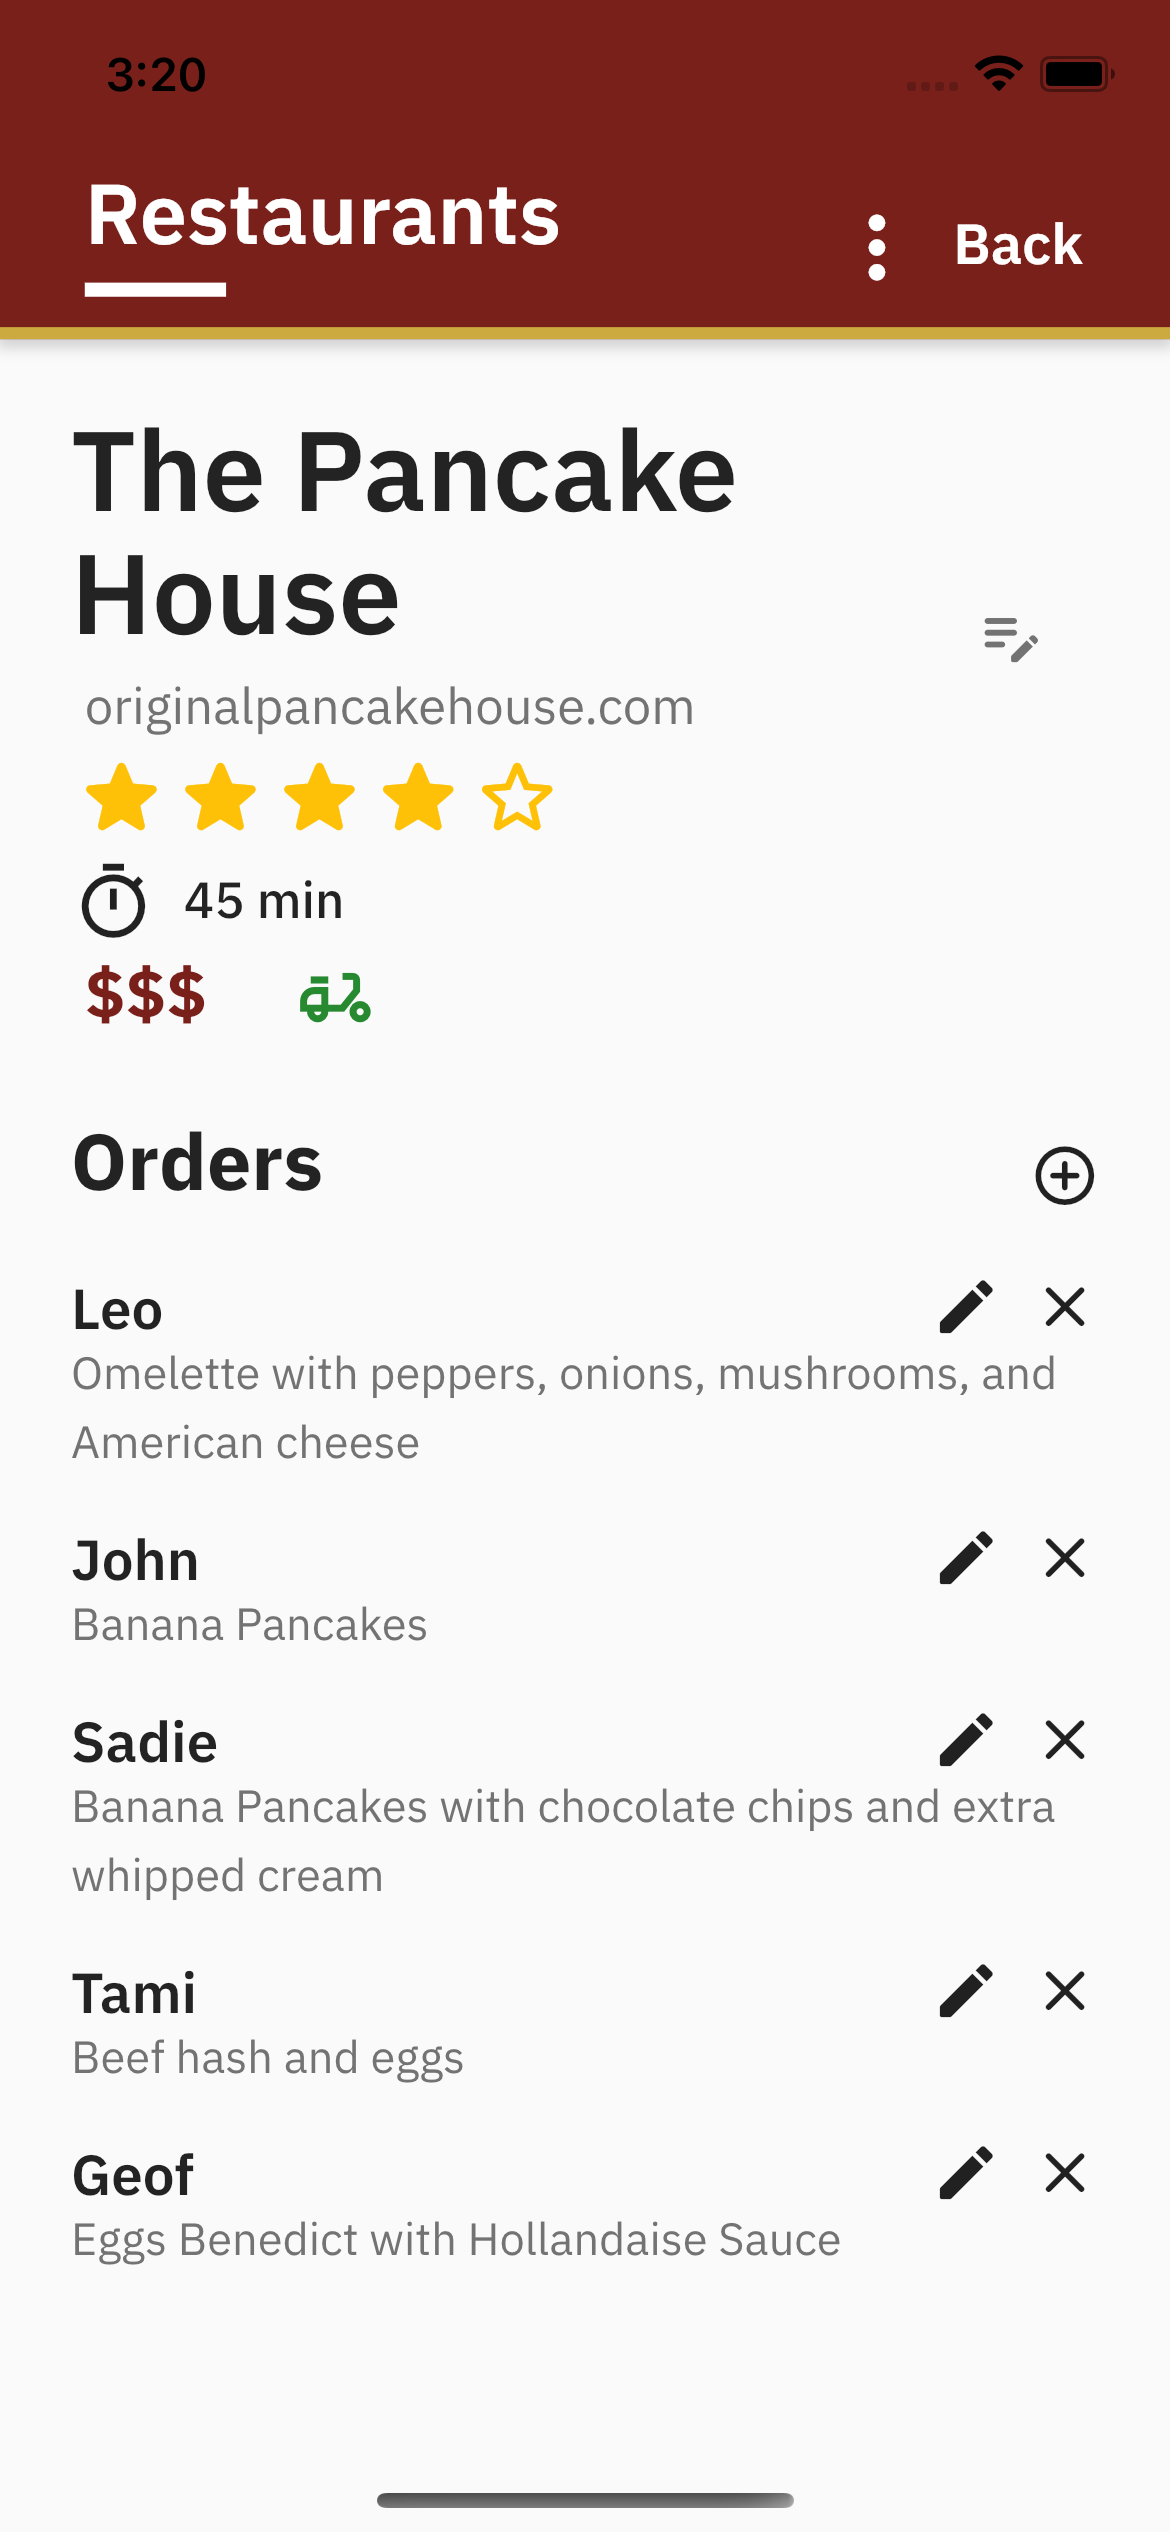 3:20
Restaurants
Back
The Pancake
House
originalpancakehouse.com
45 min
$$$
Orders
Leo
Omelette with peppers, onions, mushrooms, and
American cheese
John
Banana Pancakes
Sadie
Banana Pancakes with chocolate chips and extra
whipped cream
Tami
Beef hash and eggs
Geof
Eggs Benedict with Hollandaise Sauce